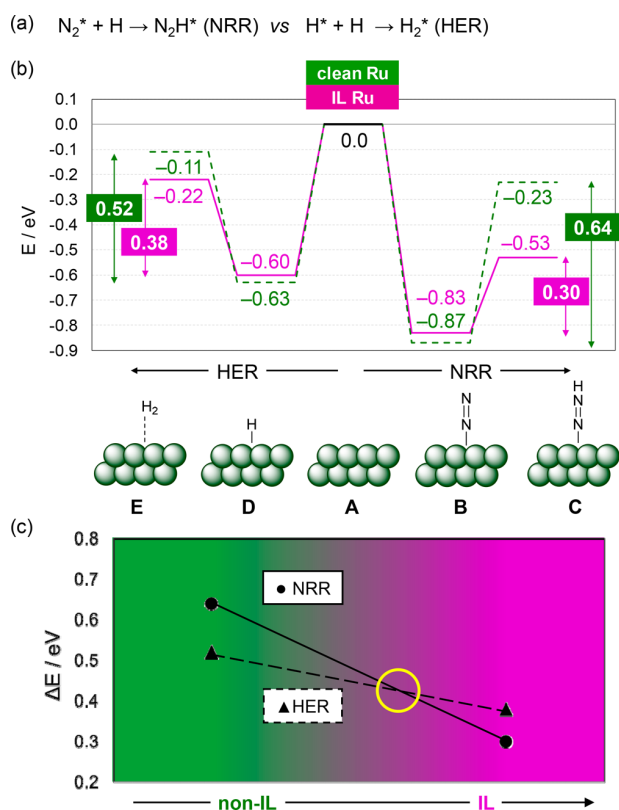 (a) N₂* + H → N₂H* (NRR) vs H* + H → H₂* (HER)
(b)
clean Ru
IL Ru
E / eV
0.1
0.0
-0.1
-0.2
-0.3
-0.4
-0.5
-0.6
-0.7
-0.8
-0.9
0.0
–0.11
–0.22
0.52
0.38
–0.60
–0.63
–0.23
–0.53
0.64
0.30
–0.83
–0.87
HER
NRR
H₂
H
N
N
H
N
N
E
D
A
B
C
(c)
ΔE / eV
0.8
0.7
0.6
0.5
0.4
0.3
0.2
NRR
HER
non-IL
IL